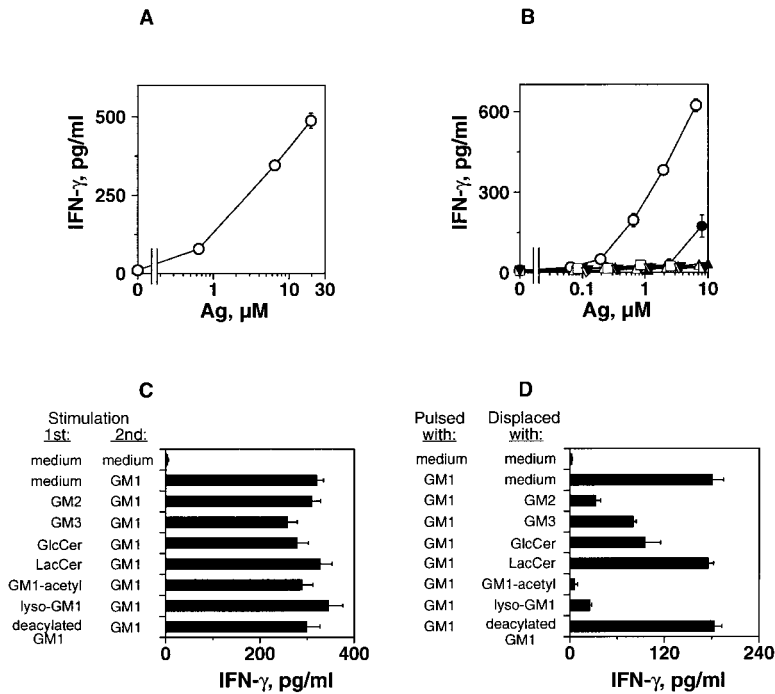 A
IFN-γ, pg/ml
500
250
0
0
1
10
30
Ag, µM
B
IFN-γ, pg/ml
600
300
0
0
0.1
1
10
Ag, µM
C
Stimulation
1st: 2nd:
medium medium
medium GM1
GM2 GM1
GM3 GM1
GlcCer GM1
LacCer GM1
GM1-acetyl GM1
lyso-GM1 GM1
deacylated GM1
GM1
0 200 400
IFN-γ, pg/ml
D
Pulsed Displaced
with: with:
medium medium
GM1 medium
GM1 GM2
GM1 GM3
GM1 GlcCer
GM1 LacCer
GM1 GM1-acetyl
GM1 lyso-GM1
GM1 deacylated
GM1
0 120 240
IFN-γ, pg/ml